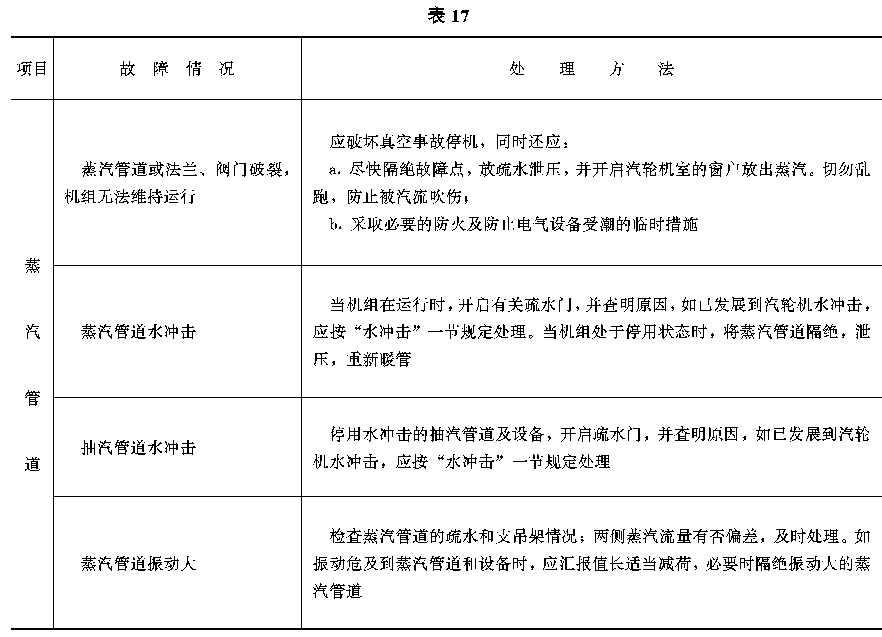 表 17
项目
故 障 情 况
处 理 方 法
蒸
汽
管
道
蒸汽管道或法兰、阀门破裂，
机组无法维持运行
应破坏真空事故停机，同时还应：
a．尽快隔绝故障点，放疏水泄压，并开启汽轮机室的窗户放出蒸汽。切勿乱
跑，防止被汽流吹伤；
b．采取必要的防火及防止电气设备受潮的临时措施
蒸汽管道水冲击
当机组在运行时，开启有关疏水门，并查明原因，如已发展到汽轮机水冲击，
应按“水冲击”一节规定处理。当机组处于停用状态时，将蒸汽管道隔绝，泄
压，重新暖管
抽汽管道水冲击
停用水冲击的抽汽管道及设备，开启疏水门，并查明原因，如已发展到汽轮
机水冲击，应按“水冲击”一节规定处理
蒸汽管道振动大
检查蒸汽管道的疏水和支吊架情况；两侧蒸汽流量有否偏差，及时处理。如
振动危及到蒸汽管道和设备时，应汇报值长适当减荷，必要时隔绝振动大的蒸
汽管道